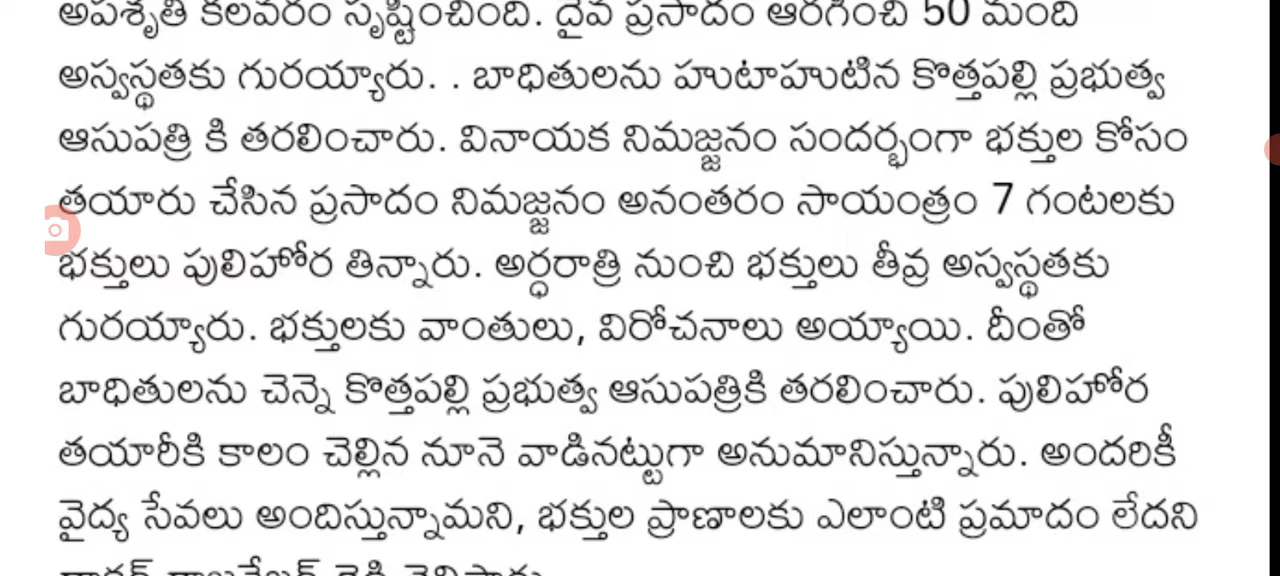 అపశృతి కలవరం సృష్టించింది. దైవ ప్రసాదం ఆరగించి 50 మంది
అస్వస్థతకు గురయ్యారు. . బాధితులను హుటాహుటిన కొత్తపల్లి ప్రభుత్వ
ఆసుపత్రి కి తరలించారు. వినాయక నిమజ్జనం సందర్భంగా భక్తుల కోసం
తయారు చేసిన ప్రసాదం నిమజ్జనం అనంతరం సాయంత్రం 7 గంటలకు
భక్తులు పులిహోర తిన్నారు. అర్ధరాత్రి నుంచి భక్తులు తీవ్ర అస్వస్థతకు
గురయ్యారు. భక్తులకు వాంతులు, విరోచనాలు అయ్యాయి. దీంతో
బాధితులను చెన్నె కొత్తపల్లి ప్రభుత్వ ఆసుపత్రికి తరలించారు. పులిహోర
తయారీకి కాలం చెల్లిన నూనె వాడినట్టుగా అనుమానిస్తున్నారు. అందరికీ
వైద్య సేవలు అందిస్తున్నామని, భక్తుల ప్రాణాలకు ఎలాంటి ప్రమాదం లేదని